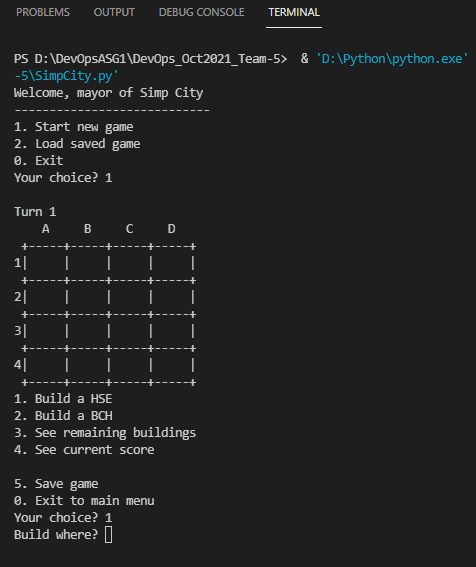 PROBLEMS OUTPUT DEBUG CONSOLE TERMINAL
PS D:\DevOpsASG1\DevOps_Oct2021_Team-5>  & 'D:\Python\python.exe'
-5\SimpCity.py'
Welcome, mayor of Simp City
----------------------------
1. Start new game
2. Load saved game
0. Exit
Your choice? 1
Turn 1
    A     B     C     D
 +-----+-----+-----+-----+
1|     |     |     |     |
 +-----+-----+-----+-----+
2|     |     |     |     |
 +-----+-----+-----+-----+
3|     |     |     |     |
 +-----+-----+-----+-----+
4|     |     |     |     |
 +-----+-----+-----+-----+
1. Build a HSE
2. Build a BCH
3. See remaining buildings
4. See current score
5. Save game
0. Exit to main menu
Your choice? 1
Build where?